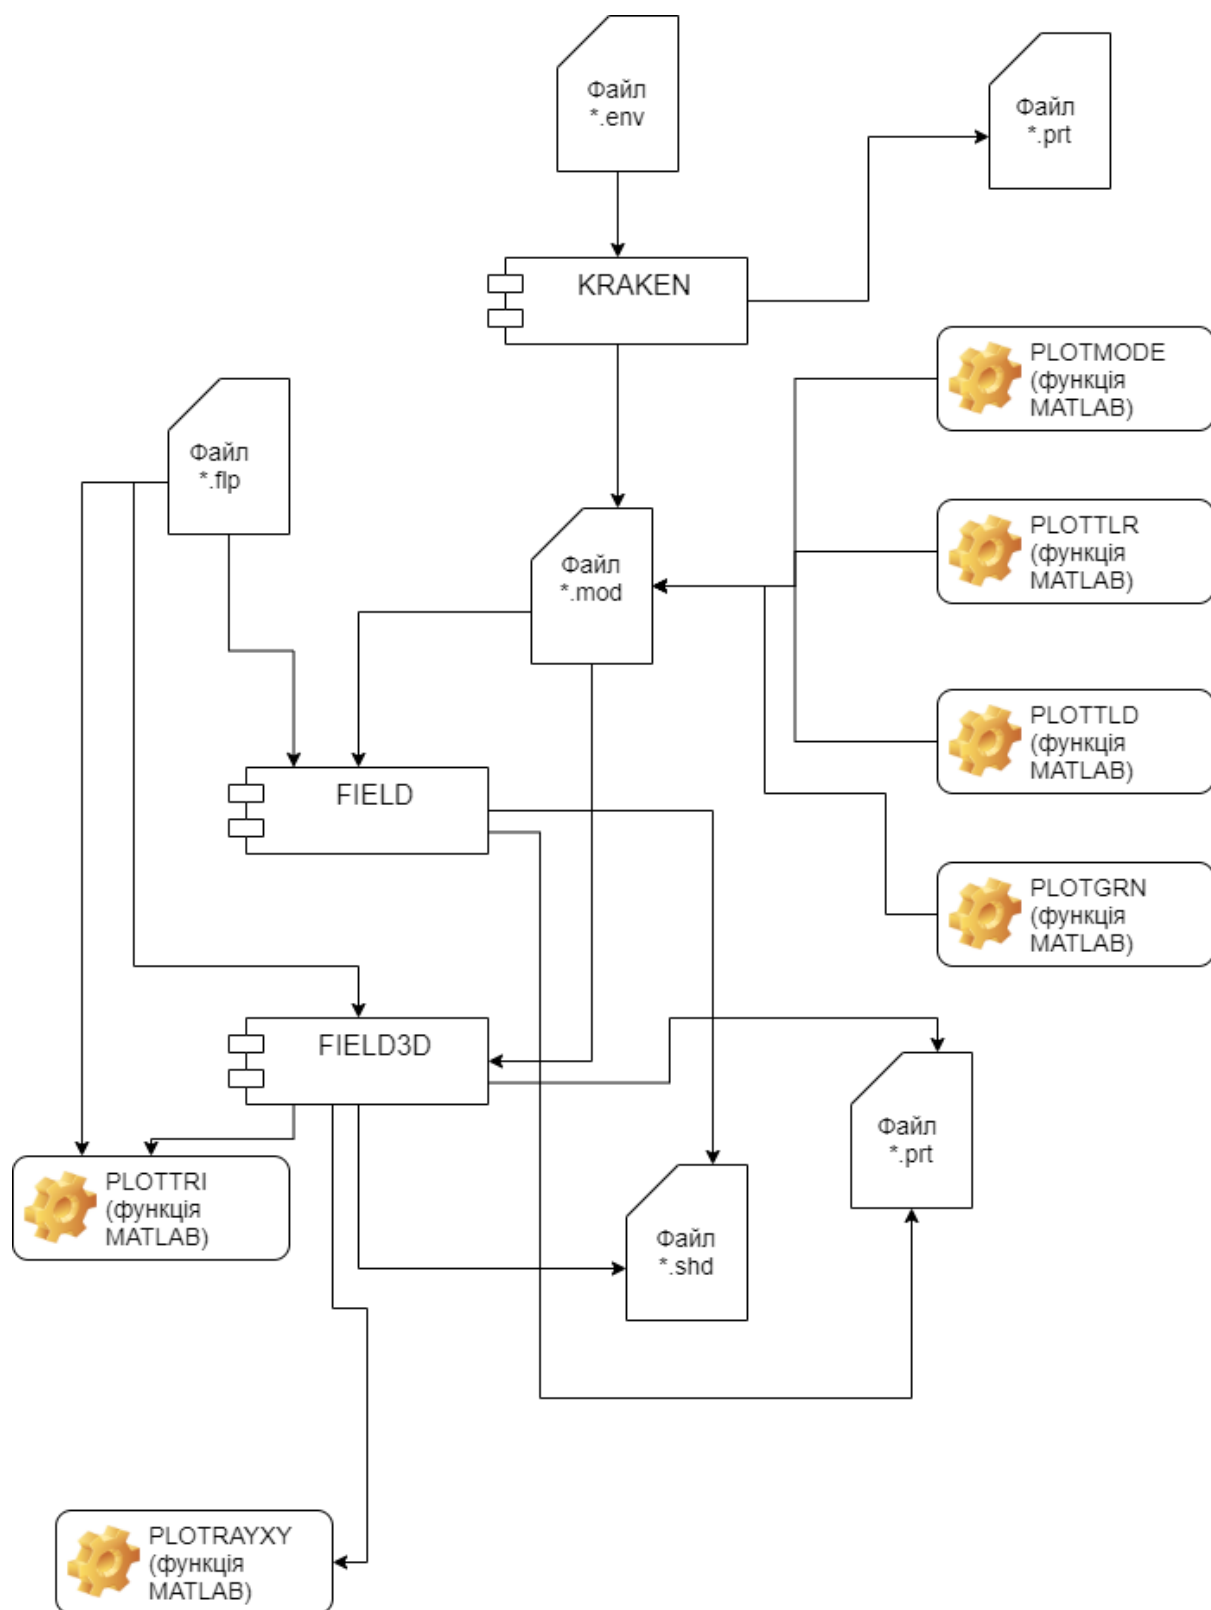 Файл
*.env
Файл
*.prt
KRAKEN
PLOTMODE
(функція
MATLAB)
Файл
*.flp
PLOTTLR
(функція
MATLAB)
Файл
*.mod
PLOTTLD
(функція
MATLAB)
FIELD
PLOTGRN
(функція
MATLAB)
FIELD3D
Файл
*.prt
PLOTTRI
(функція
MATLAB)
Файл
*.shd
PLOTRAYXY
(функція
MATLAB)